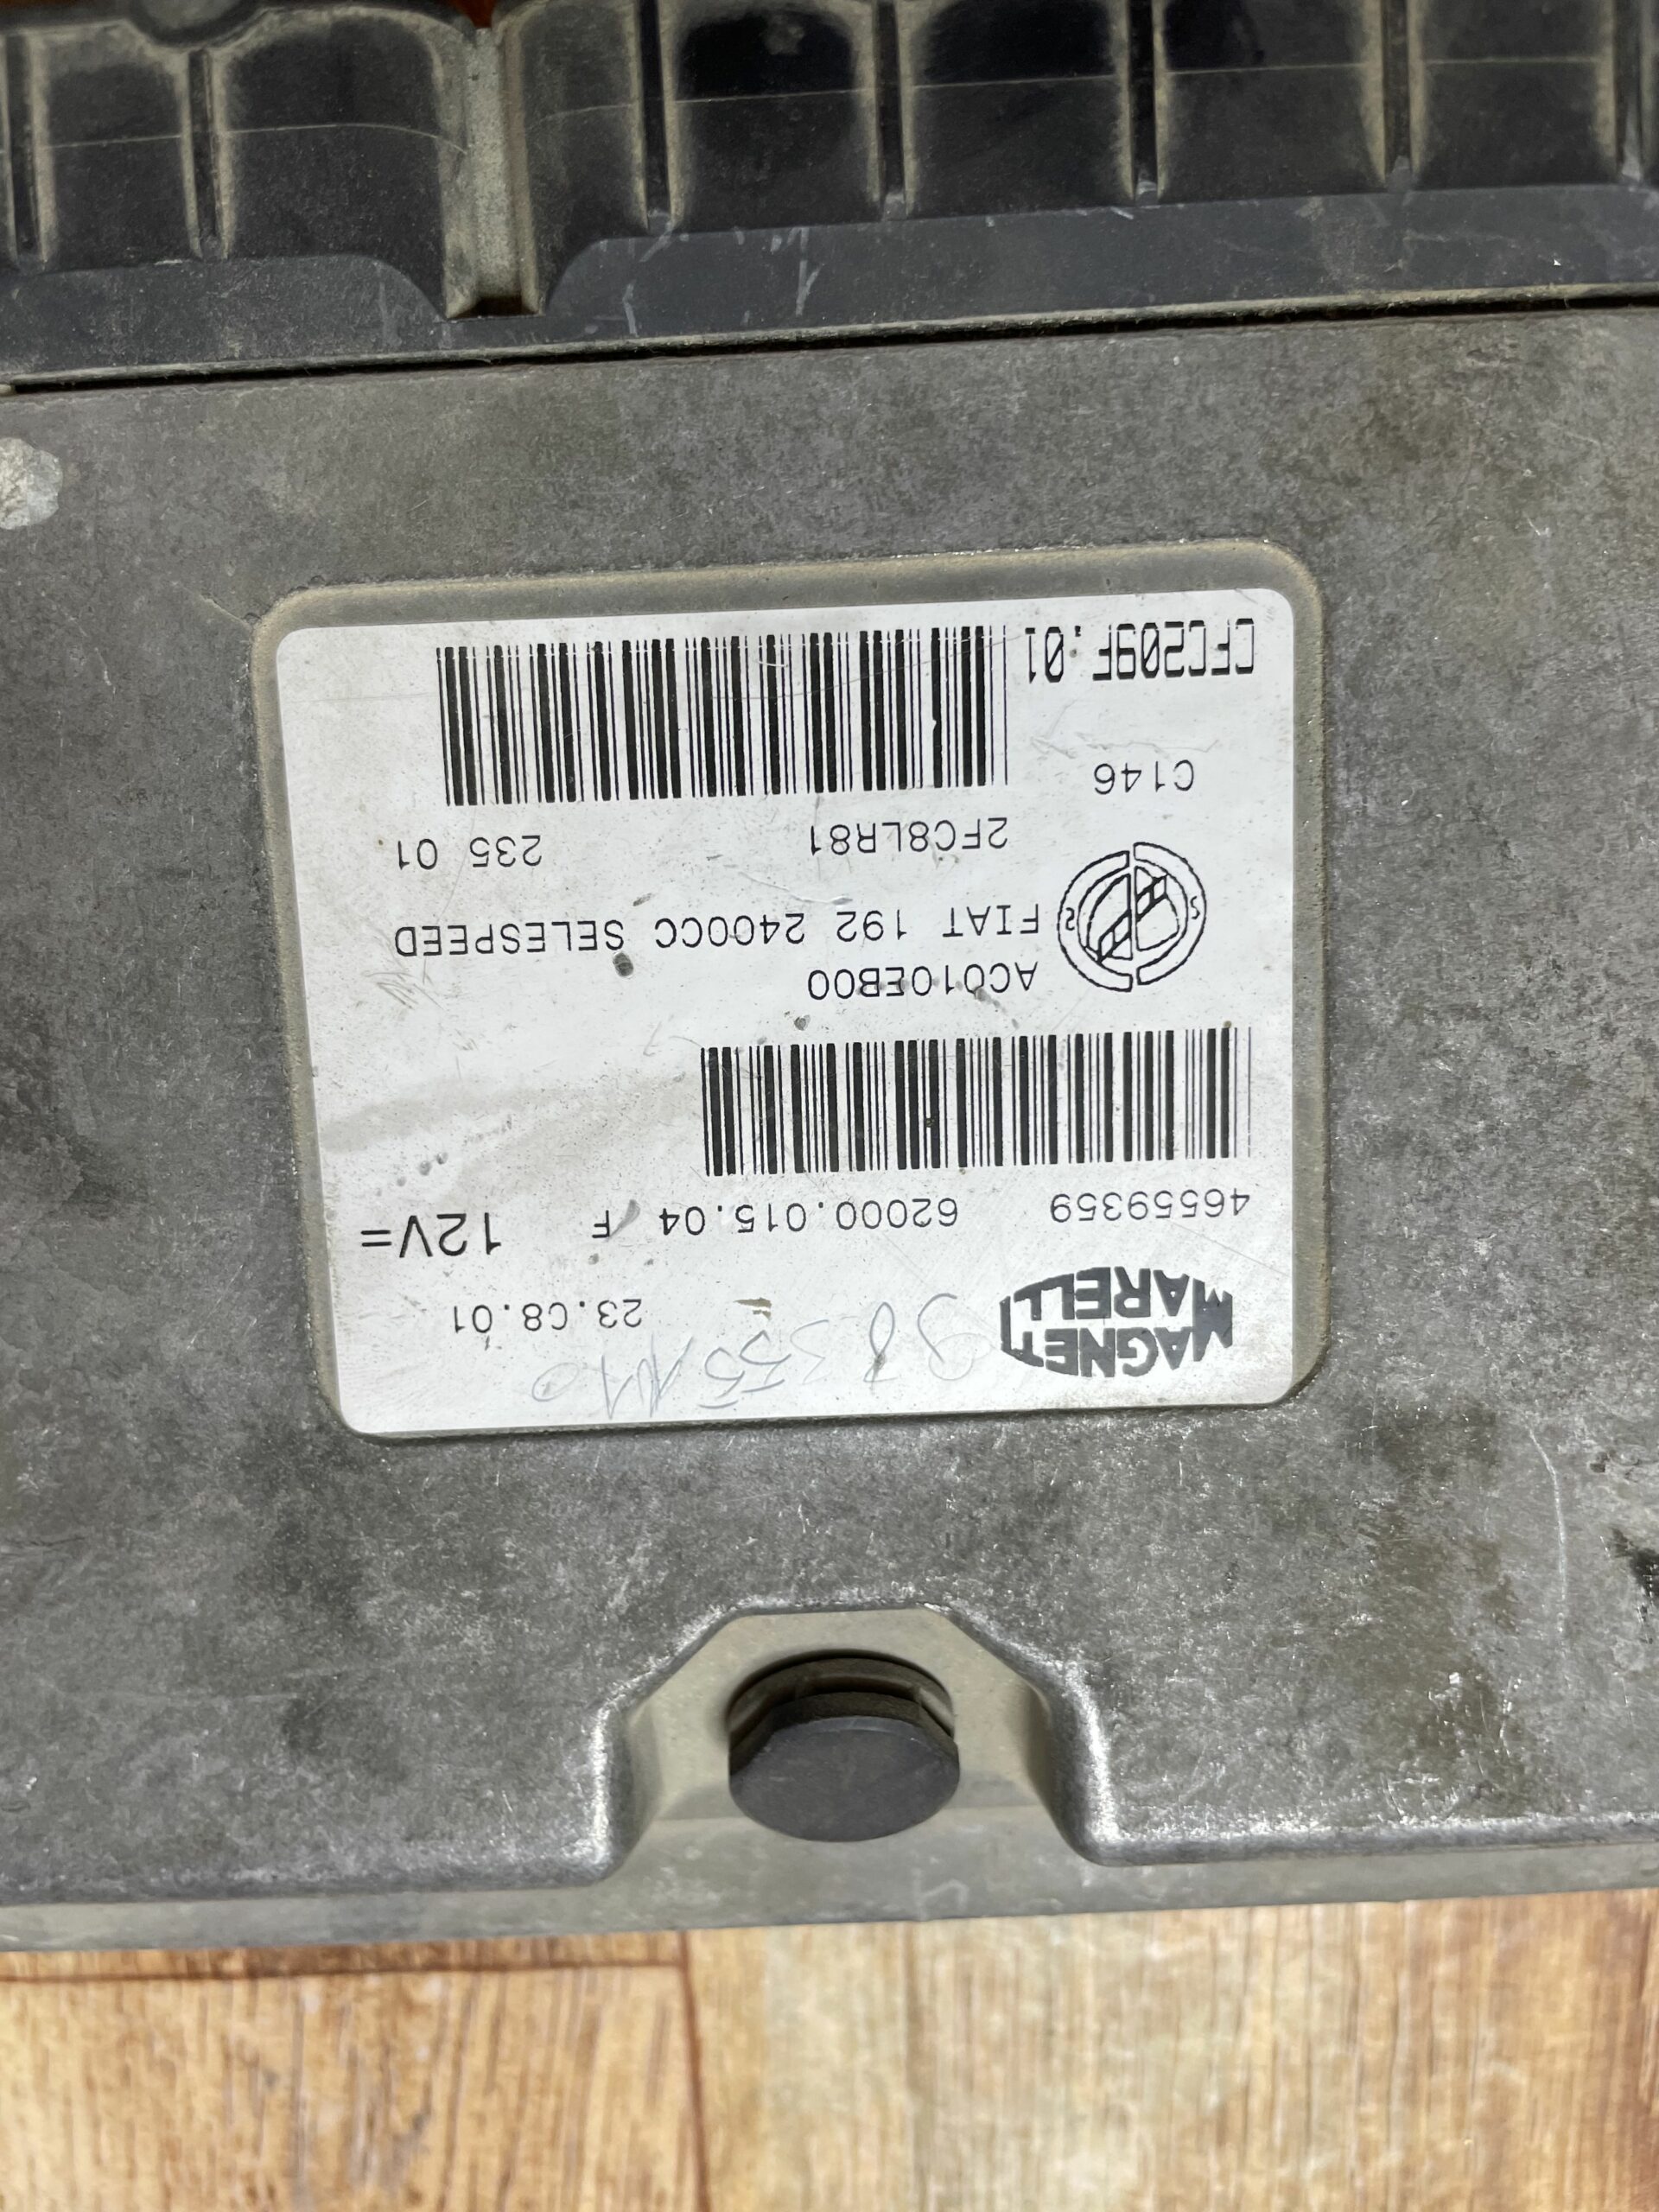 MAGNETI
MARELLI
23.C8.01
46559359 62000.015.04 F 12V=
AC010EB00
FIAT 192 2400CC SELESPEED
2FC8LR81 235 01
C146
CFC209F.01